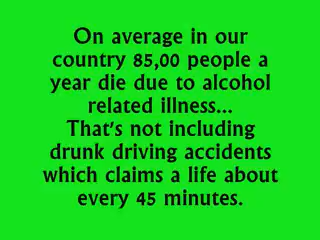 On average in our
country 85,00 people a
year die due to alcohol
related illness...
That's not including
drunk driving accidents
which claims a life about
every 45 minutes.